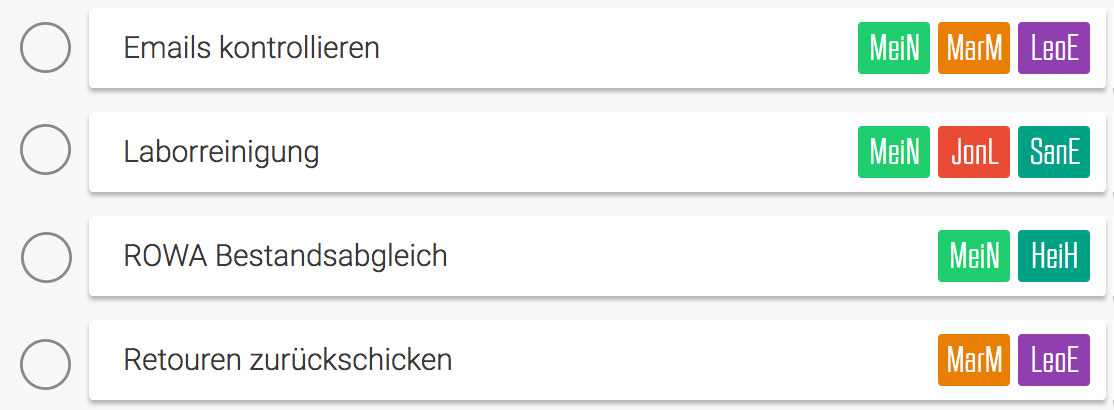 Emails kontrollieren MeiN MarM LeoE
Laborreinigung MeiN JonL SanE
ROWA Bestandsabgleich MeiN HeiH
Retouren zurückschicken MarM LeoE